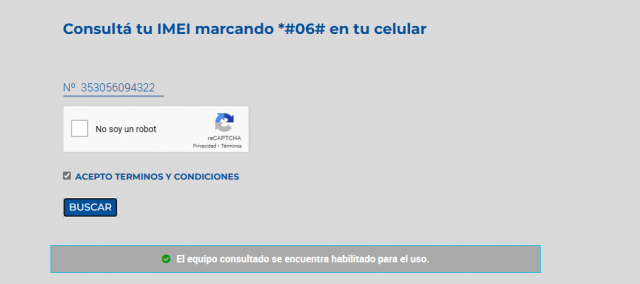 Consultá tu IMEI marcando *#06# en tu celular
Nº 353056094322
No soy un robot
reCAPTCHA
Privacidad - Términos
ACEPTO TERMINOS Y CONDICIONES
BUSCAR
El equipo consultado se encuentra habilitado para el uso.